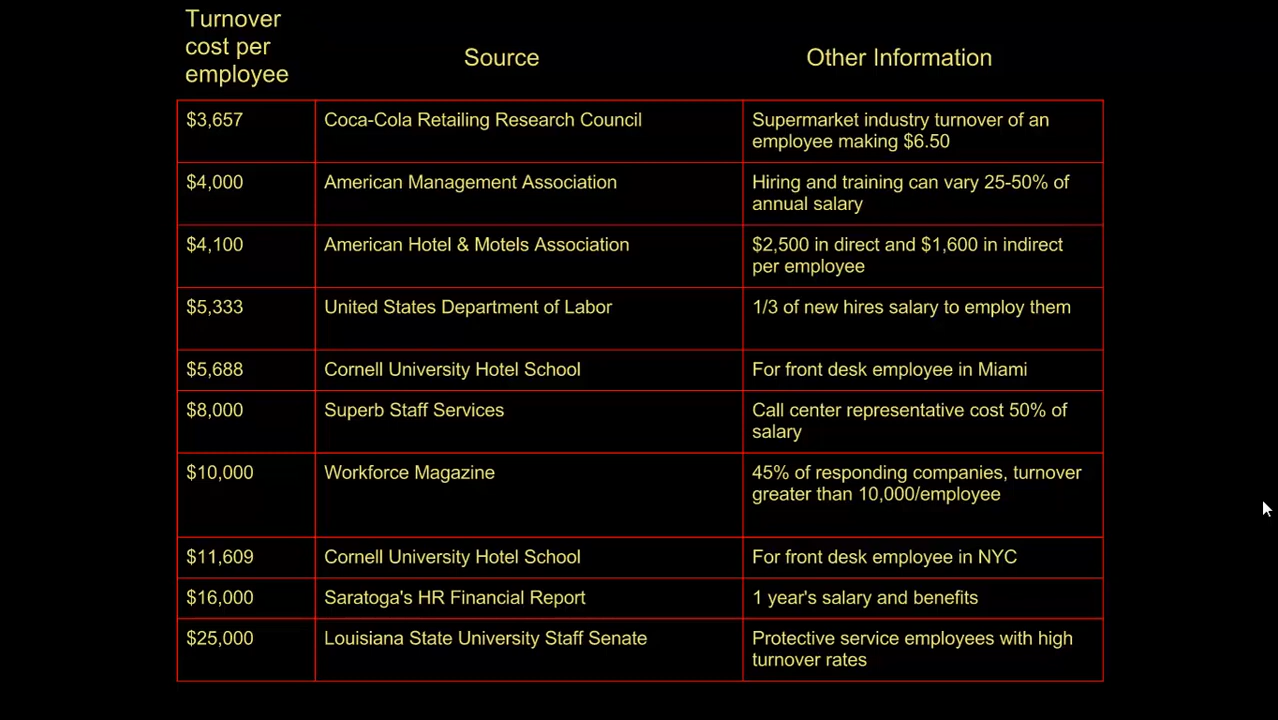 Turnover
cost per
employee
Source
Other Information
$3,657
Coca-Cola Retailing Research Council
Supermarket industry turnover of an
employee making $6.50
$4,000
American Management Association
Hiring and training can vary 25-50% of
annual salary
$4,100
American Hotel & Motels Association
$2,500 in direct and $1,600 in indirect
per employee
$5,333
United States Department of Labor
1/3 of new hires salary to employ them
$5,688
Cornell University Hotel School
For front desk employee in Miami
$8,000
Superb Staff Services
Call center representative cost 50% of
salary
$10,000
Workforce Magazine
45% of responding companies, turnover
greater than 10,000/employee
$11,609
Cornell University Hotel School
For front desk employee in NYC
$16,000
Saratoga's HR Financial Report
1 year's salary and benefits
$25,000
Louisiana State University Staff Senate
Protective service employees with high
turnover rates